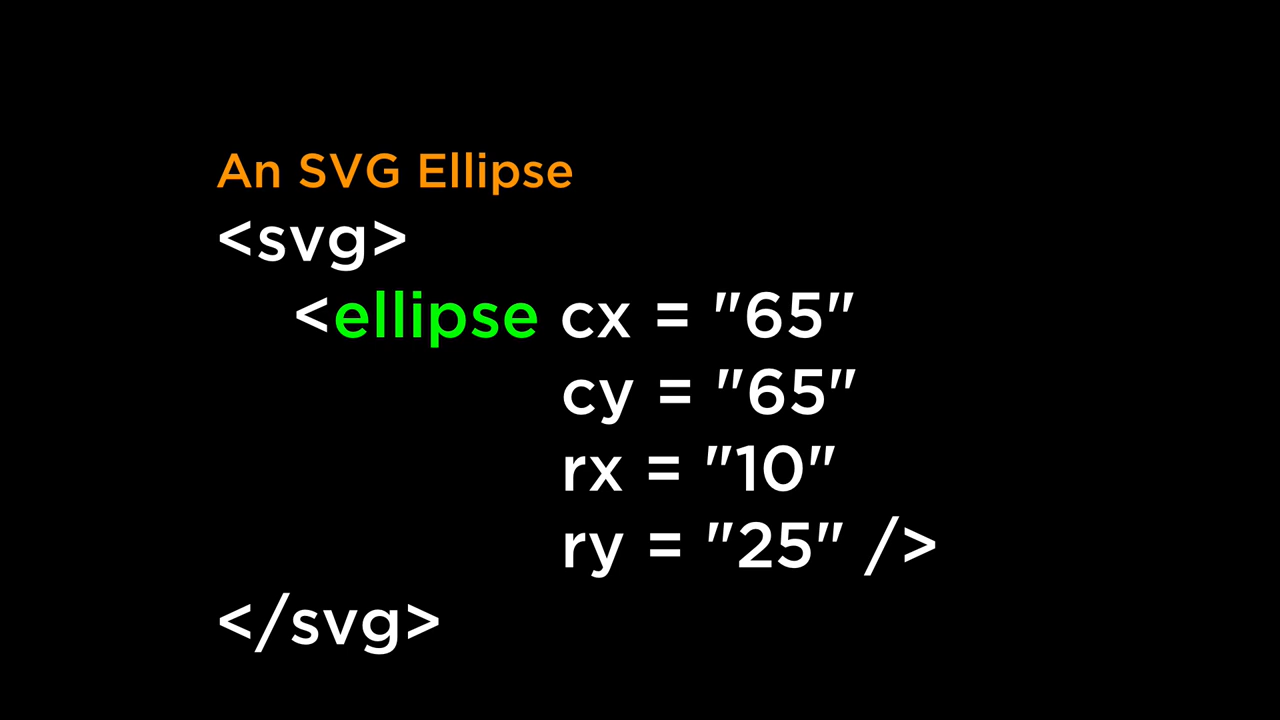 An SVG Ellipse
<svg>
<ellipse cx = "65"
cy = "65"
rx = "10"
ry = "25" />
</svg>